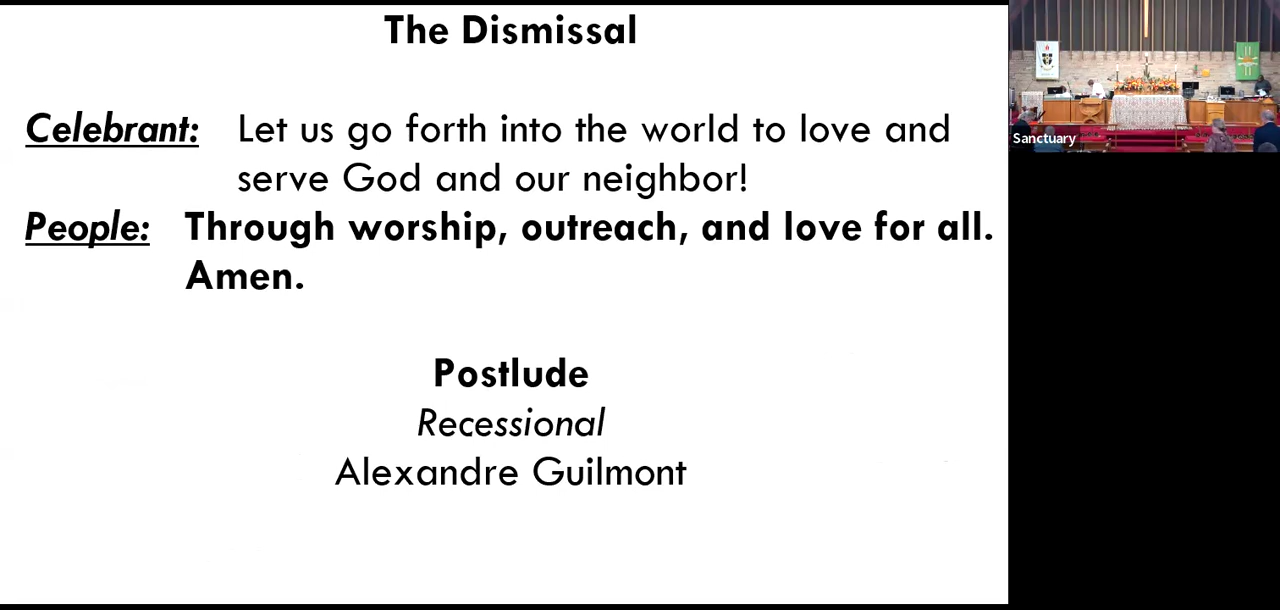 The Dismissal
Celebrant: Let us go forth into the world to love and
serve God and our neighbor!
People: Through worship, outreach, and love for all.
Amen.
Postlude
Recessional
Alexandre Guilmont
Sanctuary